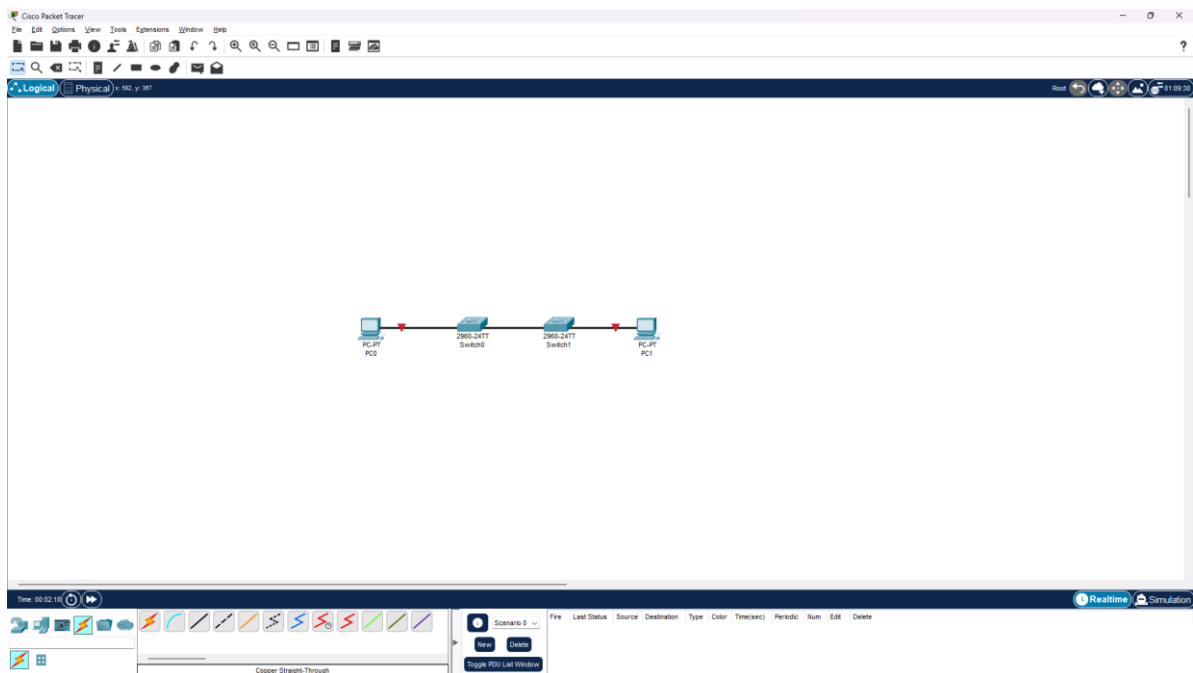 Cisco Packet Tracer
File Edit Options View Tools Extensions Window Help
?
Logical Physical x: 592, y: 387 Root 01:09:30
2960-24TT 2960-24TT
PC-PT Switch0 Switch1 PC-PT
PC0 PC1
Time: 00:02:18 Realtime Simulation
Scenario 0 Fire Last Status Source Destination Type Color Time(sec) Periodic Num Edit Delete
New Delete
Toggle PDU List Window
Copper Straight-Through